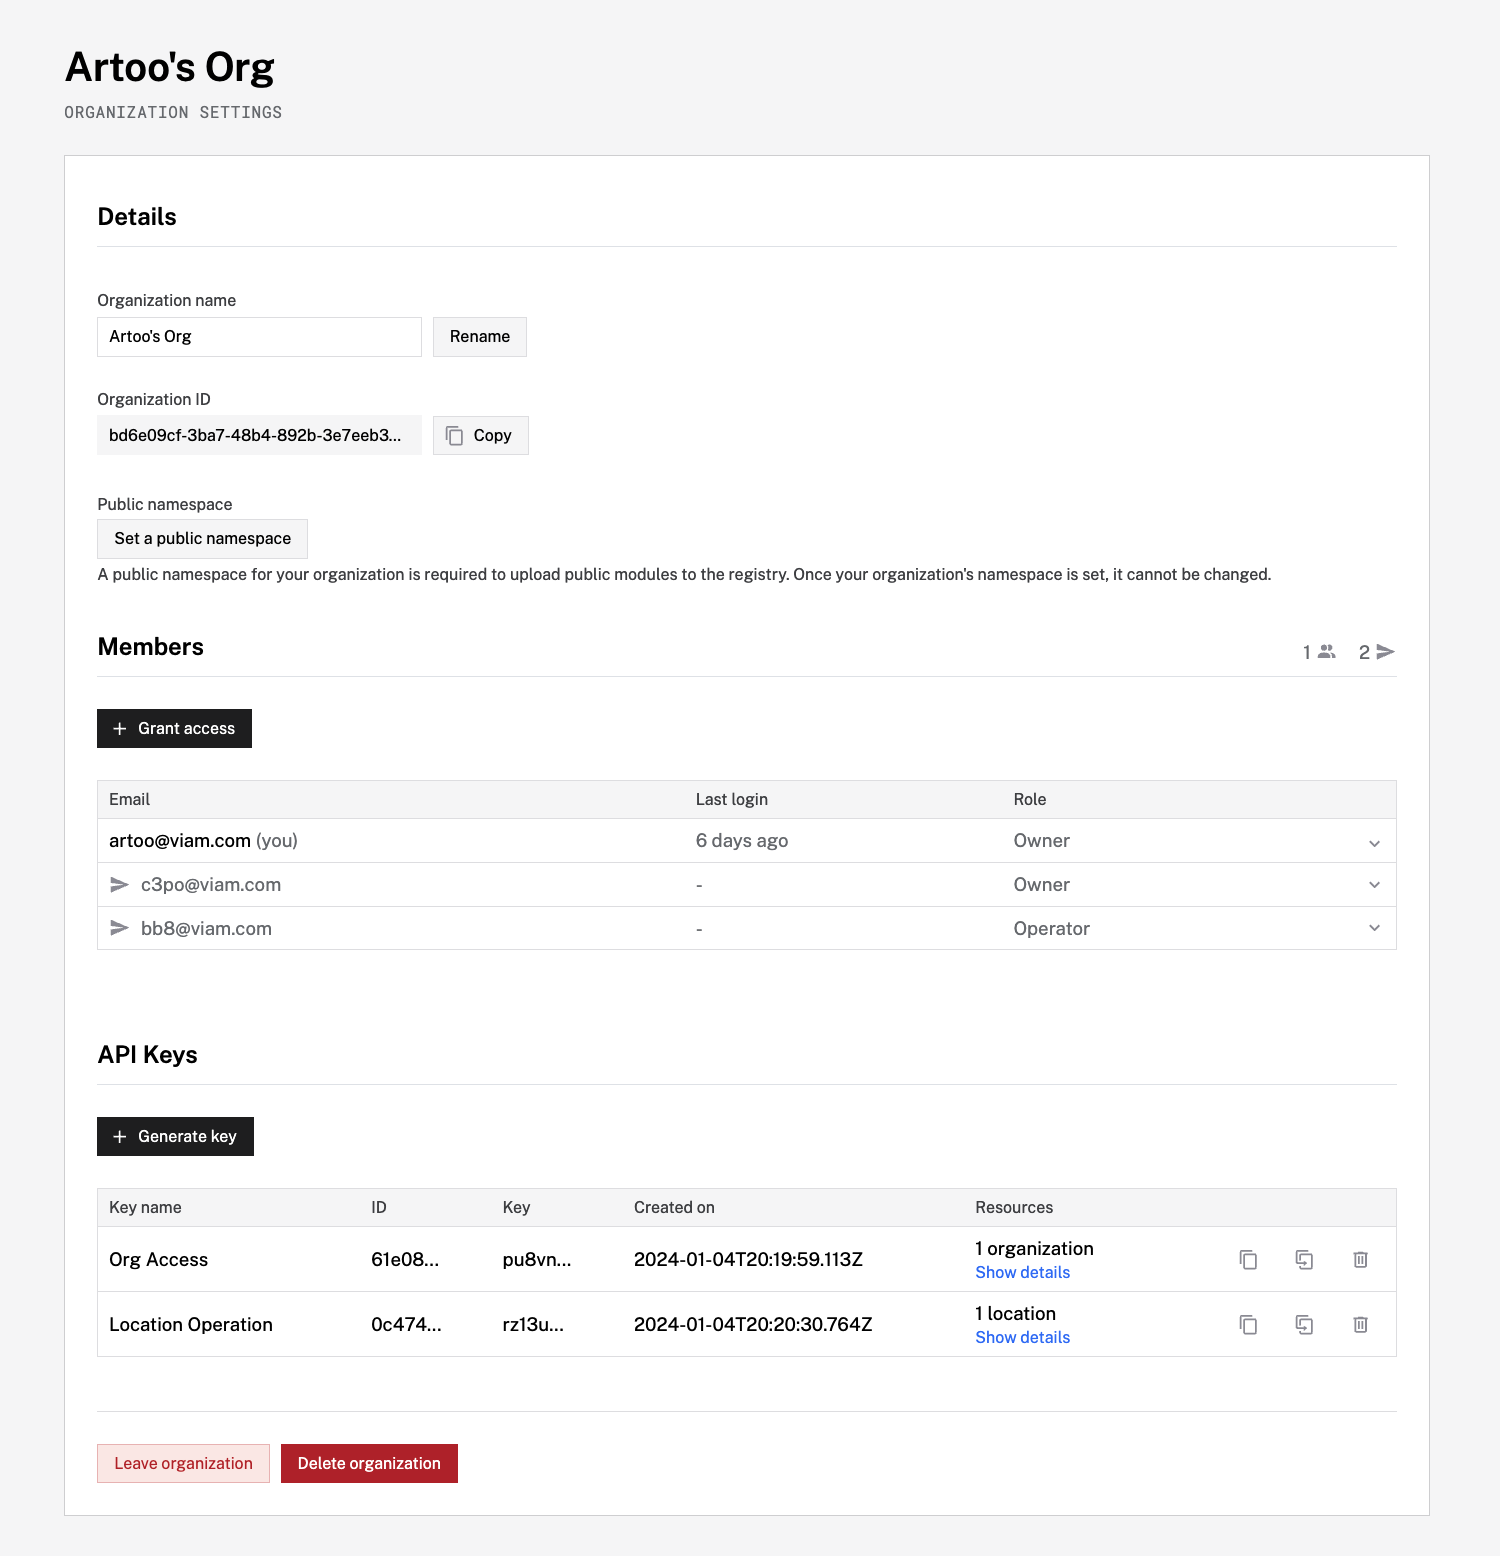 Artoo's Org
ORGANIZATION SETTINGS
Details
Organization name
Artoo's Org
Rename
Organization ID
bd6e09cf-3ba7-48b4-892b-3e7eeb3...
Copy
Public namespace
Set a public namespace
A public namespace for your organization is required to upload public modules to the registry. Once your organization's namespace is set, it cannot be changed.
Members 1 2
Grant access
Email Last login Role
artoo@viam.com (you) 6 days ago Owner
c3po@viam.com - Owner
bb8@viam.com - Operator
API Keys
Generate key
Key name ID Key Created on Resources
Org Access 61e08... pu8vn... 2024-01-04T20:19:59.113Z 1 organization
Show details
Location Operation 0c474... rz13u... 2024-01-04T20:20:30.764Z 1 location
Show details
Leave organization Delete organization